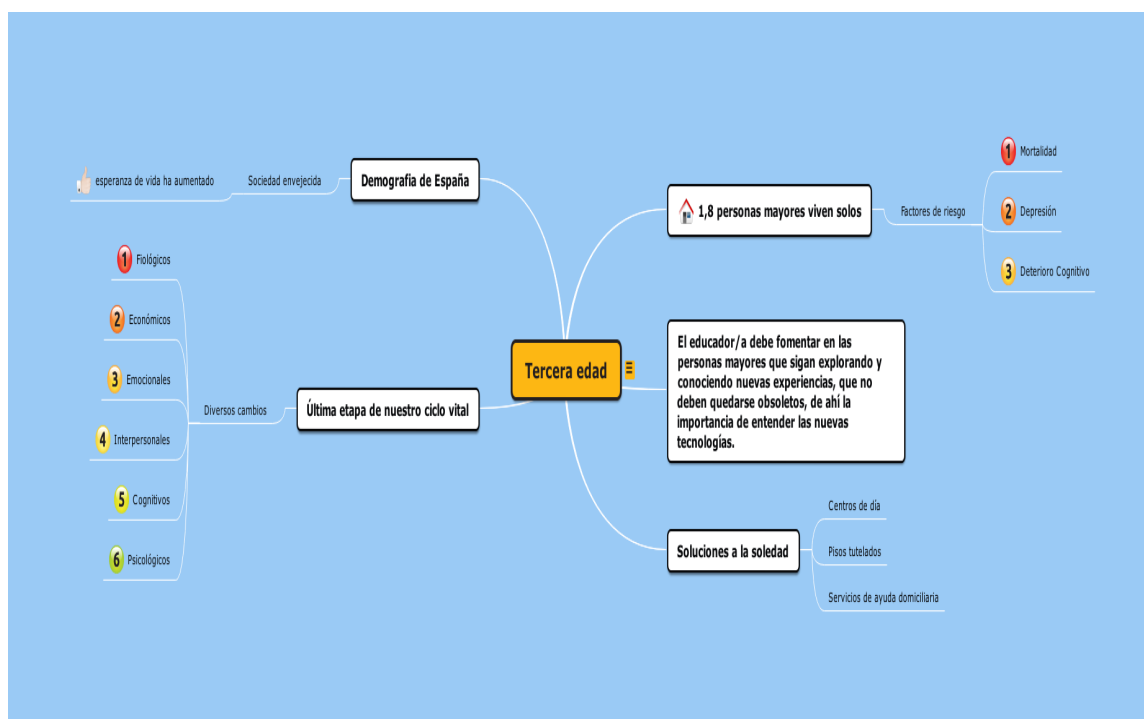 Tercera edad
Demografia de España
Sociedad envejecida
esperanza de vida ha aumentado
Última etapa de nuestro ciclo vital
Diversos cambios
1 Fiológicos
2 Económicos
3 Emocionales
4 Interpersonales
5 Cognitivos
6 Psicológicos
1,8 personas mayores viven solos
Factores de riesgo
1 Mortalidad
2 Depresión
3 Deterioro Cognitivo
El educador/a debe fomentar en las
personas mayores que sigan explorando y
conociendo nuevas experiencias, que no
deben quedarse obsoletos, de ahí la
importancia de entender las nuevas
tecnologías.
Soluciones a la soledad
Centros de día
Pisos tutelados
Servicios de ayuda domiciliaria